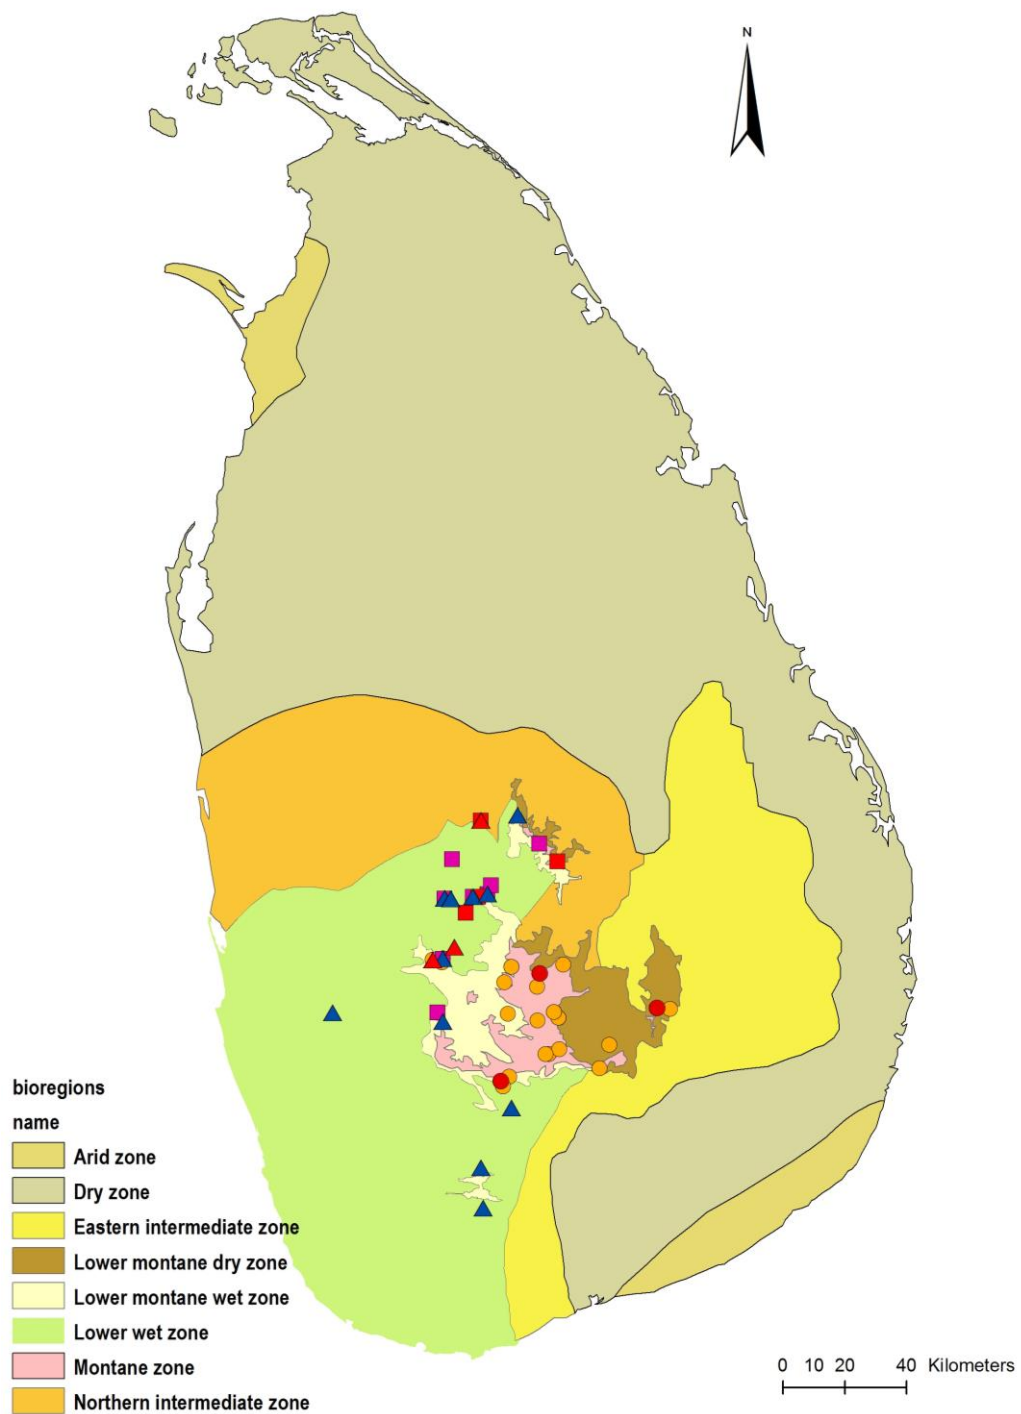 N
bioregions
name
Arid zone
Dry zone
Eastern intermediate zone
Lower montane dry zone
Lower montane wet zone
Lower wet zone
Montane zone
Northern intermediate zone
0 10 20 40 Kilometers